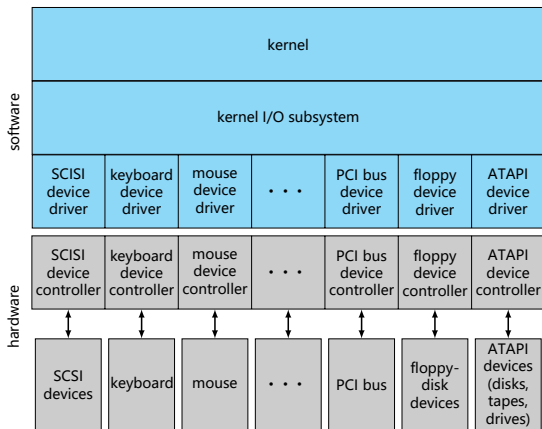 kernel
software
kernel I/O subsystem
SCISI
device
driver
keyboard
device
driver
mouse
device
driver
• • •
PCI bus
device
driver
floppy
device
driver
ATAPI
device
driver
hardware
SCISI
device
controller
keyboard
device
controller
mouse
device
controller
• • •
PCI bus
device
controller
floppy
device
controller
ATAPI
device
controller
SCSI
devices
keyboard
mouse
• • •
PCI bus
floppy-
disk
devices
ATAPI
devices
(disks,
tapes,
drives)